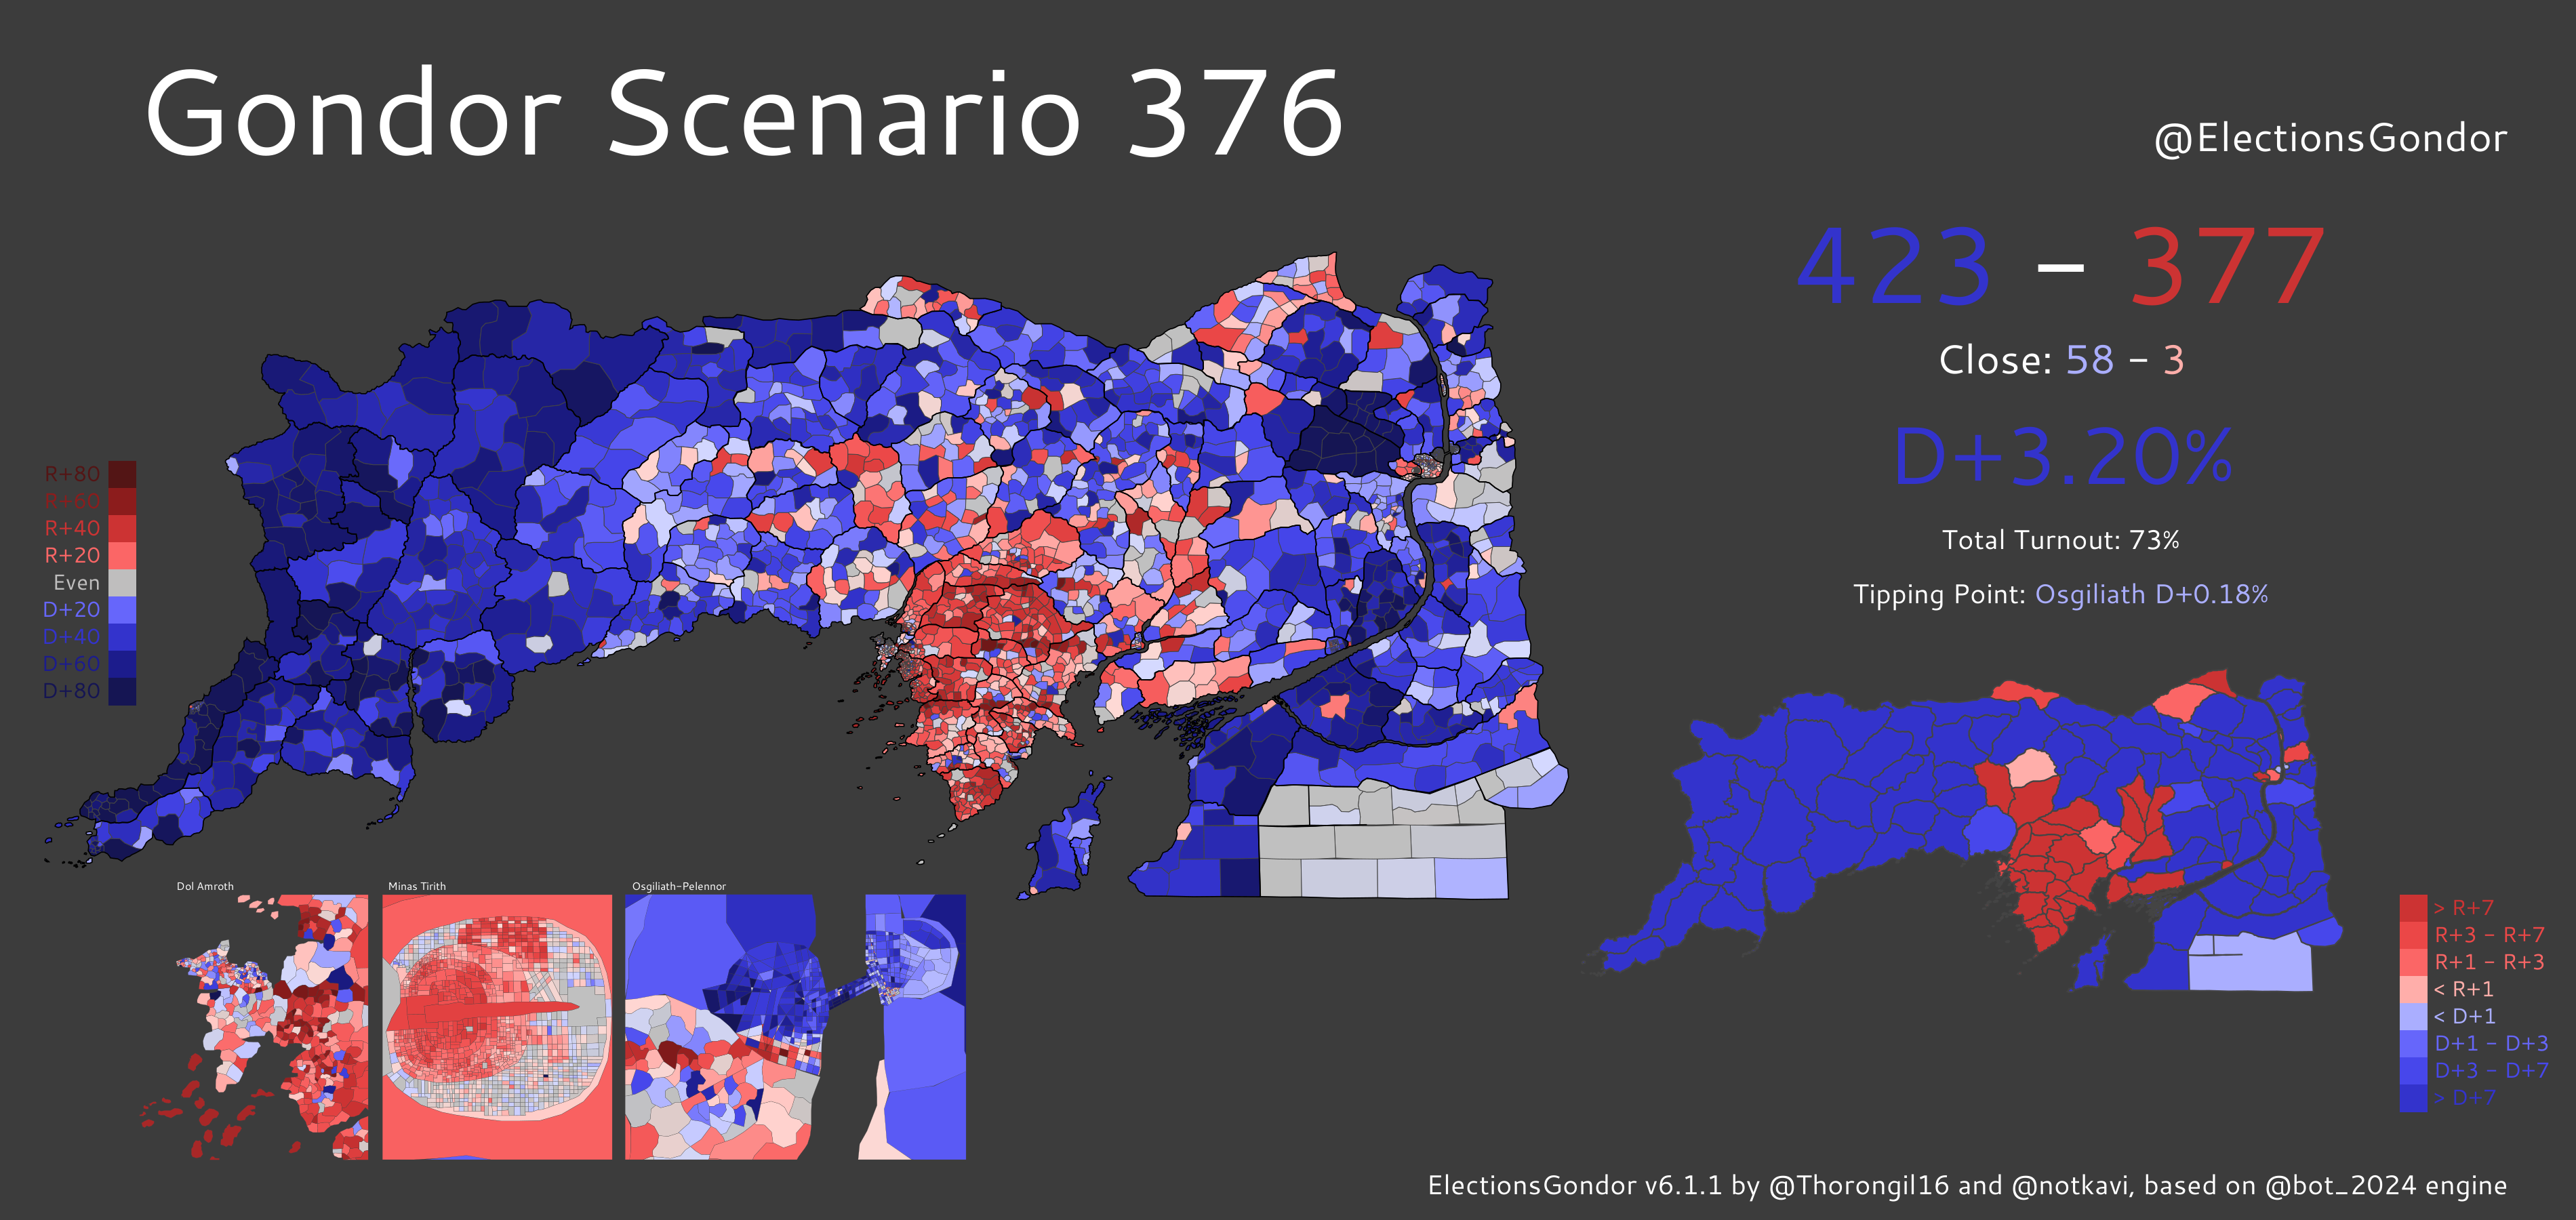 Gondor Scenario 376
@ElectionsGondor
423 – 377
Close: 58 – 3
D+3.20%
Total Turnout: 73%
Tipping Point: Osgiliath D+0.18%
R+80
R+60
R+40
R+20
Even
D+20
D+40
D+60
D+80
Dol Amroth
Minas Tirith
Osgiliath-Pelennor
> R+7
R+3 – R+7
R+1 – R+3
< R+1
< D+1
D+1 – D+3
D+3 – D+7
> D+7
ElectionsGondor v6.1.1 by @Thorongil16 and @notkavi, based on @bot_2024 engine